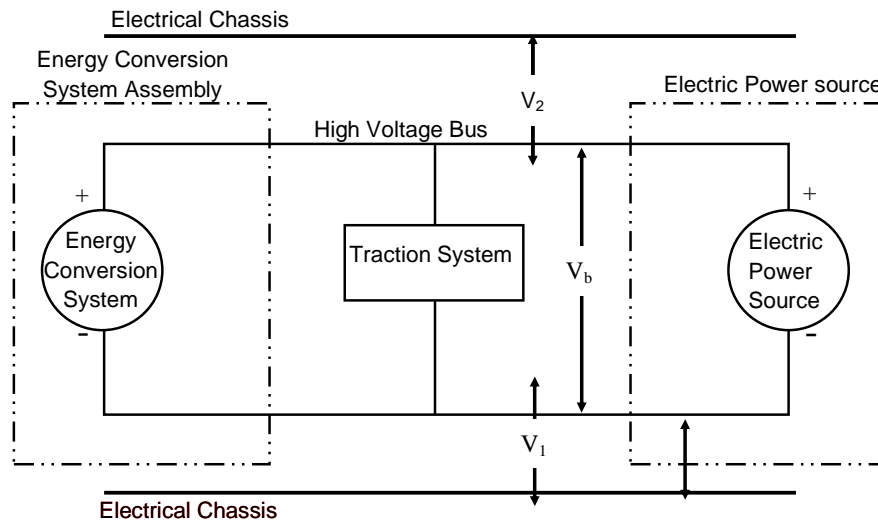 Electrical Chassis
Energy Conversion
System Assembly
Electric Power source
V2
High Voltage Bus
+
+
Energy
Conversion
System
Traction System
Vb
Electric
Power
Source
-
-
V1
Electrical Chassis